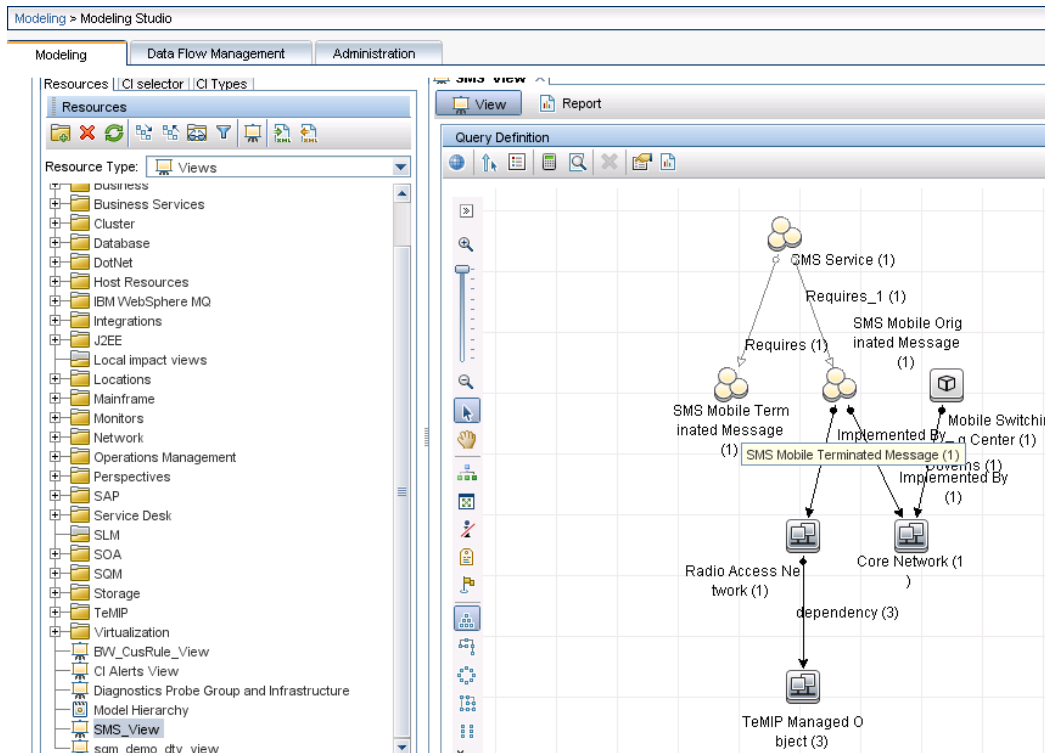 Modeling > Modeling Studio
Modeling
Data Flow Management
Administration
Resources
CI selector
CI Types
Resources
Resource Type:
Views
Business
Business Services
Cluster
Database
DotNet
Host Resources
IBM WebSphere MQ
Integrations
J2EE
Local impact views
Locations
Mainframe
Monitors
Network
Operations Management
Perspectives
SAP
Service Desk
SLM
SOA
SQM
Storage
TeMIP
Virtualization
BW_CusRule_View
CI Alerts View
Diagnostics Probe Group and Infrastructure
Model Hierarchy
SMS_View
sqm_demo_dtv_view
SMS_View
View
Report
Query Definition
SMS Service (1)
Requires_1 (1)
Requires (1)
SMS Mobile Orig
inated Message
(1)
SMS Mobile Term
inated Message
(1)
Mobile Switchin
g Center (1)
Implemented By_
SMS Mobile Terminated Message (1)
Governs (1)
Implemented By
(1)
Radio Access Ne
twork (1)
Core Network (1
)
dependency (3)
TeMIP Managed O
bject (3)